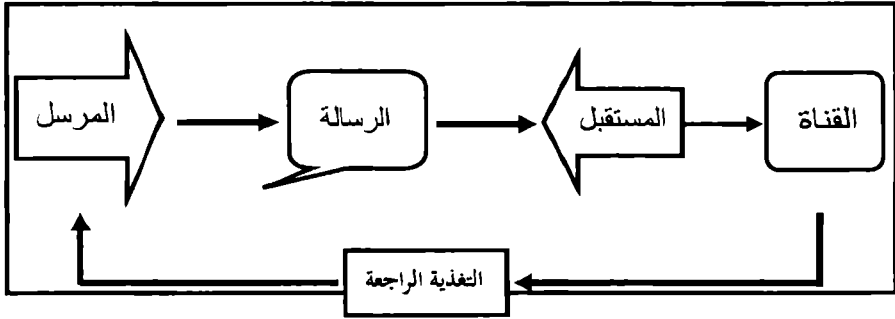 المرسل
الرسالة
المستقبل
القناة
التغذية الراجعة